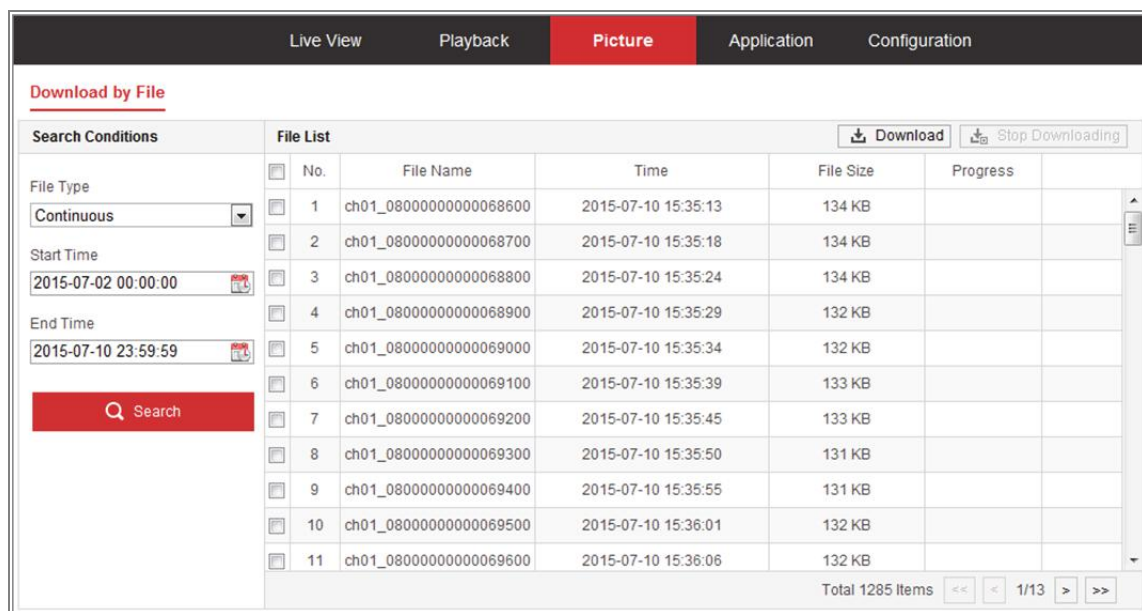 Live View Playback Picture Application Configuration
Download by File
Search Conditions
File Type
Continuous
Start Time
2015-07-02 00:00:00
End Time
2015-07-10 23:59:59
Search
File List Download Stop Downloading
No. File Name Time File Size Progress
1 ch01_08000000000068600 2015-07-10 15:35:13 134 KB
2 ch01_08000000000068700 2015-07-10 15:35:18 134 KB
3 ch01_08000000000068800 2015-07-10 15:35:24 134 KB
4 ch01_08000000000068900 2015-07-10 15:35:29 132 KB
5 ch01_08000000000069000 2015-07-10 15:35:34 132 KB
6 ch01_08000000000069100 2015-07-10 15:35:39 133 KB
7 ch01_08000000000069200 2015-07-10 15:35:45 133 KB
8 ch01_08000000000069300 2015-07-10 15:35:50 131 KB
9 ch01_08000000000069400 2015-07-10 15:35:55 131 KB
10 ch01_08000000000069500 2015-07-10 15:36:01 132 KB
11 ch01_08000000000069600 2015-07-10 15:36:06 132 KB
Total 1285 Items << < 1/13 > >>